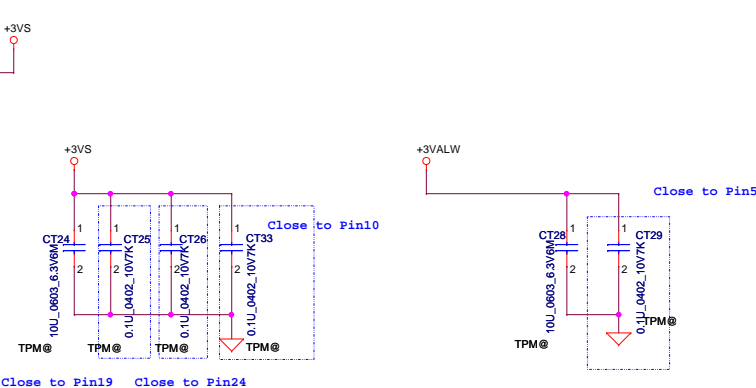 +3VS
+3VS
+3VALW
Close to Pin5
Close to Pin10
1
1
1
1
1
1
CT24
CT25
CT26
CT33
CT28
CT29
2
2
2
2
2
2
10U_0603_6.3V6M
0.1U_0402_10V7K
0.1U_0402_10V7K
0.1U_0402_10V7K
10U_0603_6.3V6M
0.1U_0402_10V7K
TPM@
TPM@
TPM@
TPM@
TPM@
TPM@
Close to Pin19
Close to Pin24